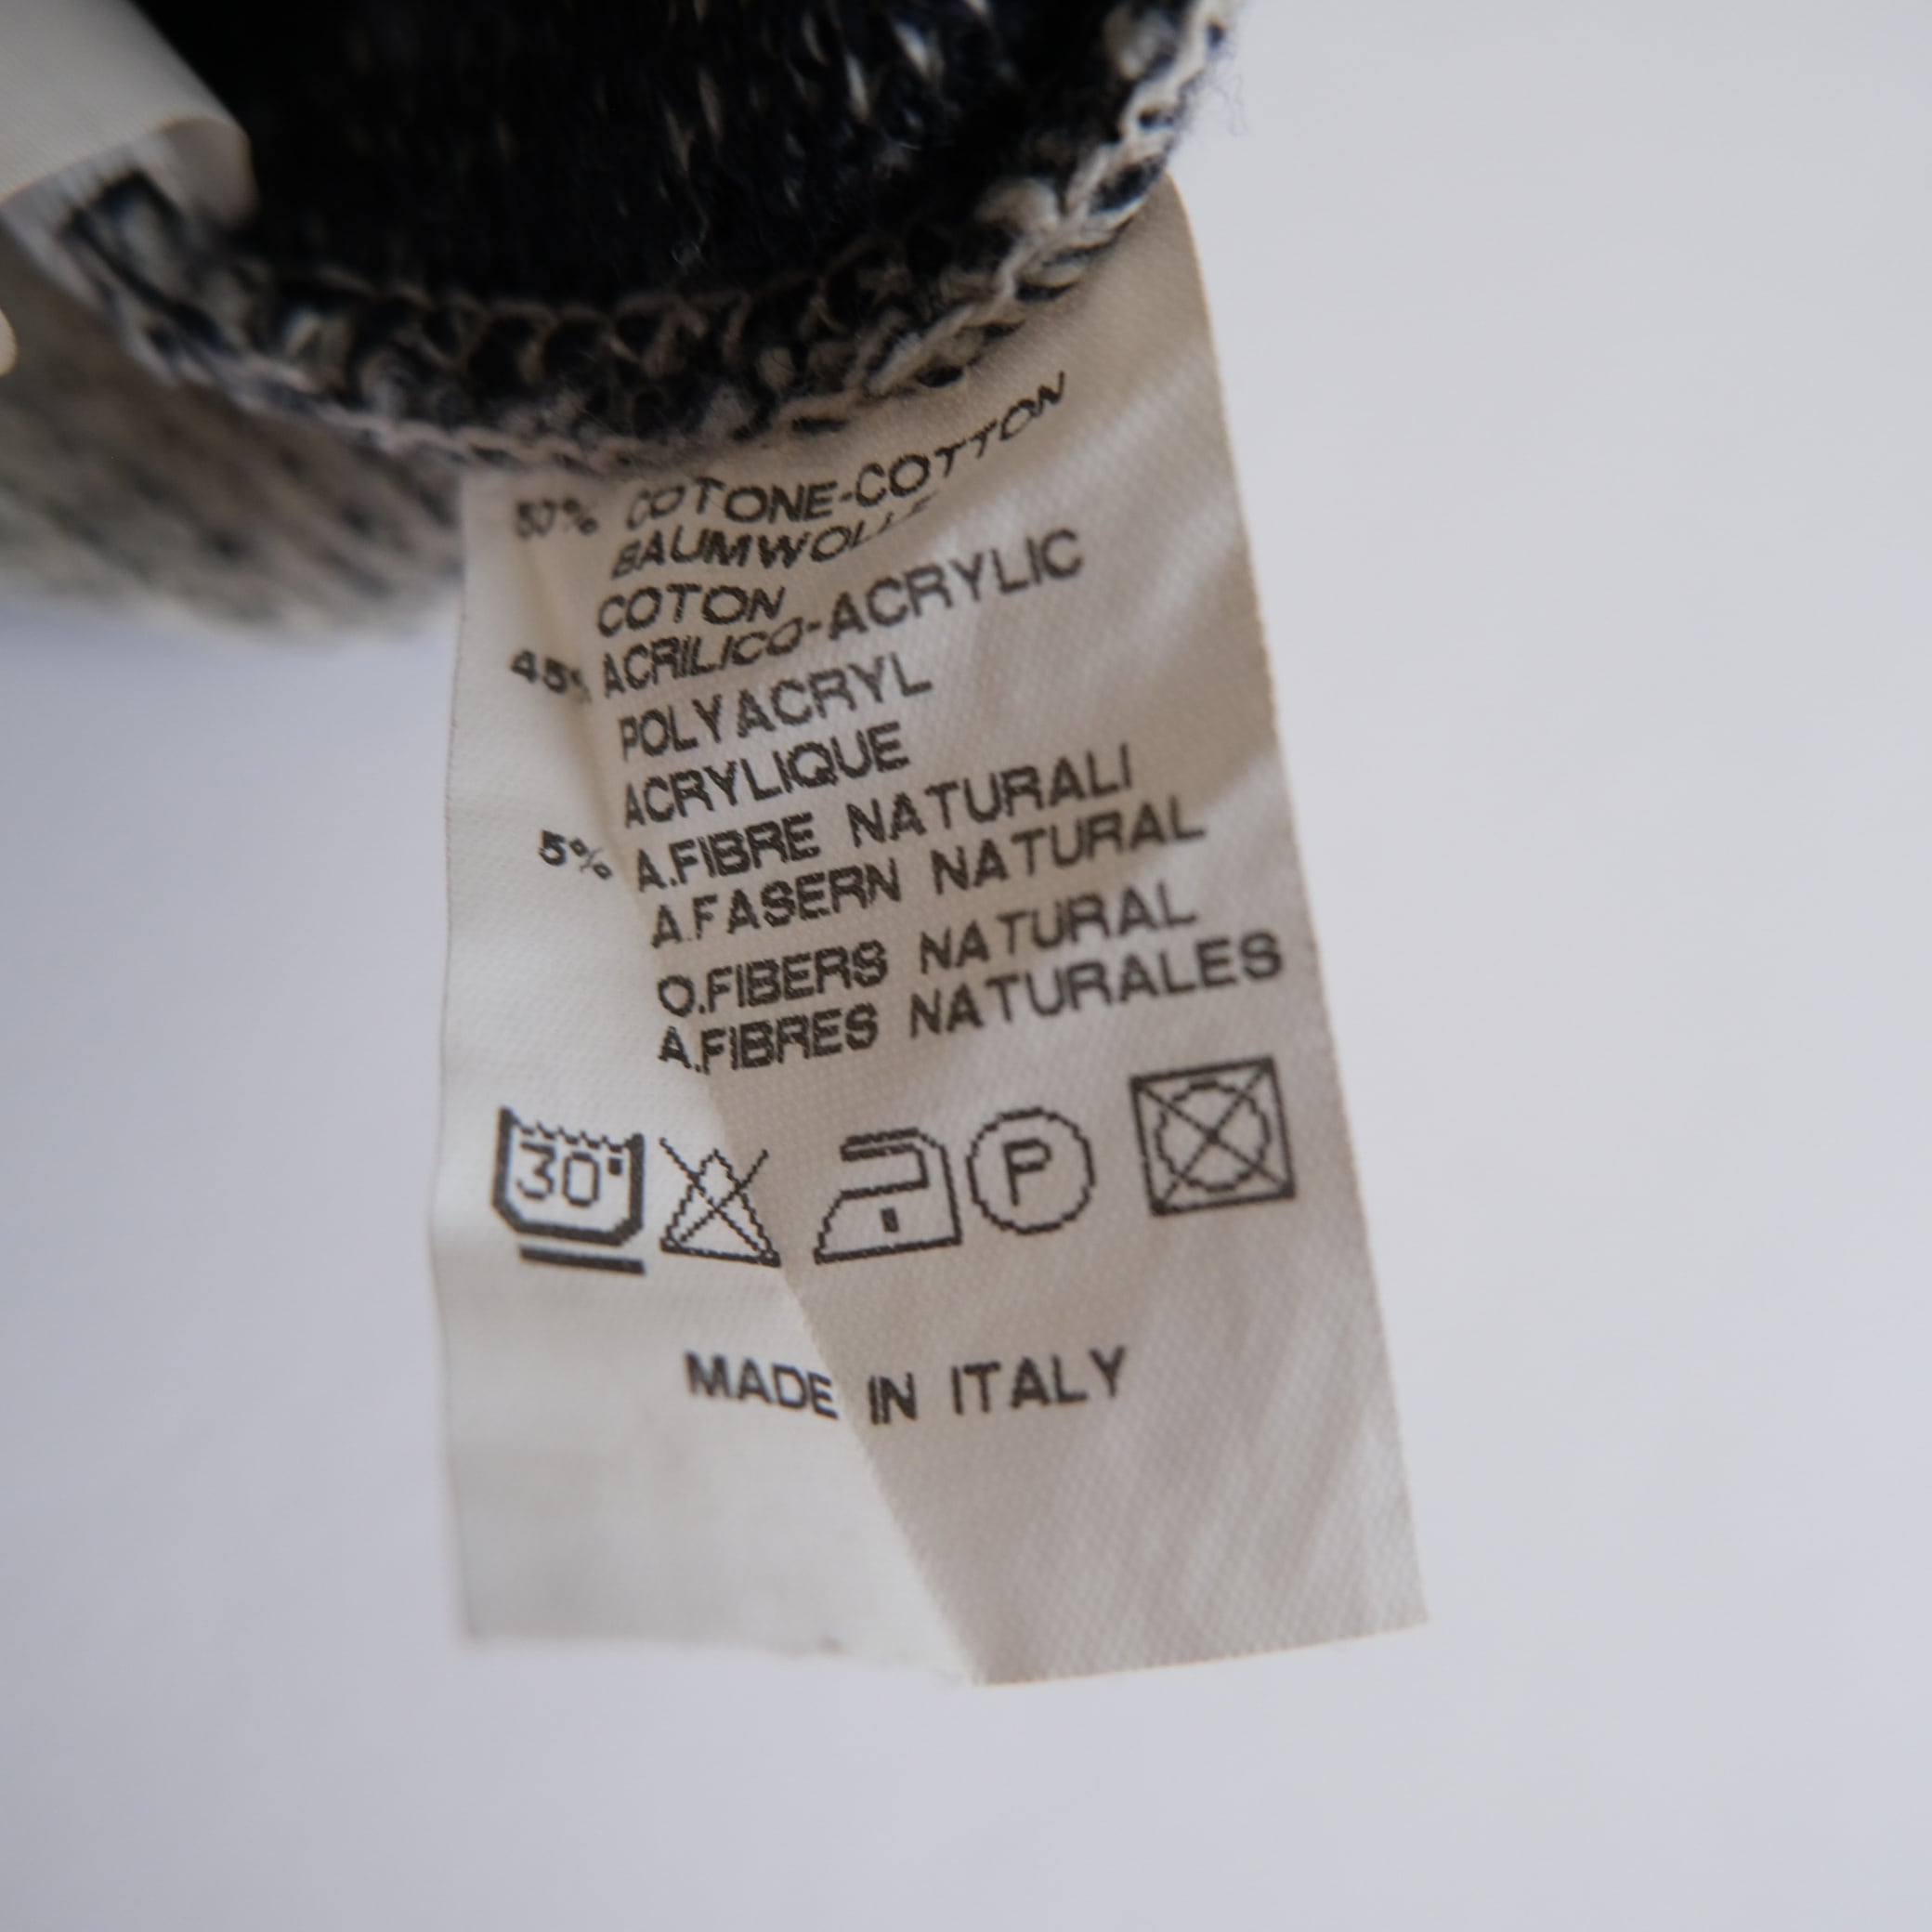 50% COTONE-COTTON
BAUMWOLLE
COTON
45% ACRILICO-ACRYLIC
POLYACRYL
ACRYLIQUE
5% A.FIBRE NATURALI
A.FASERN NATURAL
O.FIBERS NATURAL
A.FIBRES NATURALES
30° P
MADE IN ITALY